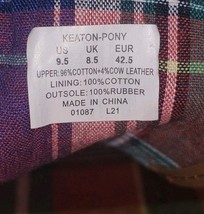 KEATON-PONY
US UK EUR
9.5 8.5 42.5
UPPER: 96%COTTON+4%COW LEATHER
LINING: 100%COTTON
OUTSOLE: 100%RUBBER
MADE IN CHINA
01087 L21